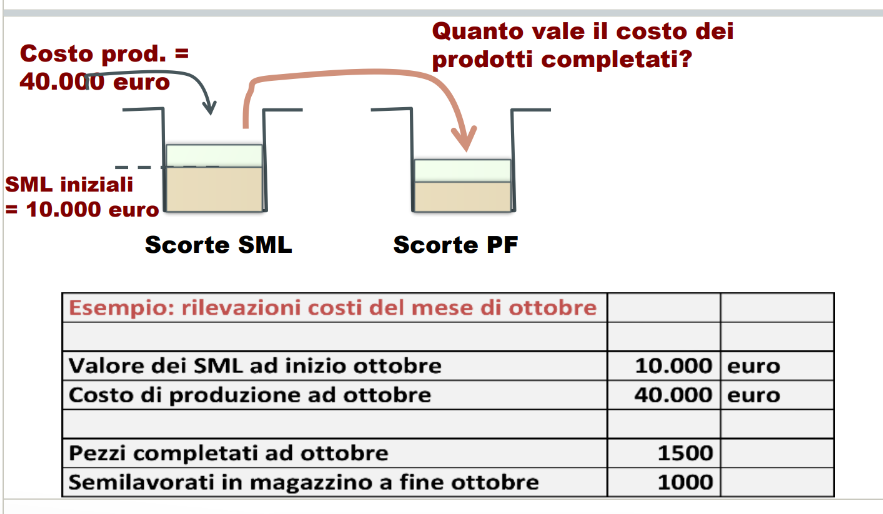 Quanto vale il costo dei
prodotti completati?
Costo prod. =
40.000 euro
SML iniziali
= 10.000 euro
Scorte SML
Scorte PF
Esempio: rilevazioni costi del mese di ottobre
Valore dei SML ad inizio ottobre 10.000 euro
Costo di produzione ad ottobre 40.000 euro
Pezzi completati ad ottobre 1500
Semilavorati in magazzino a fine ottobre 1000